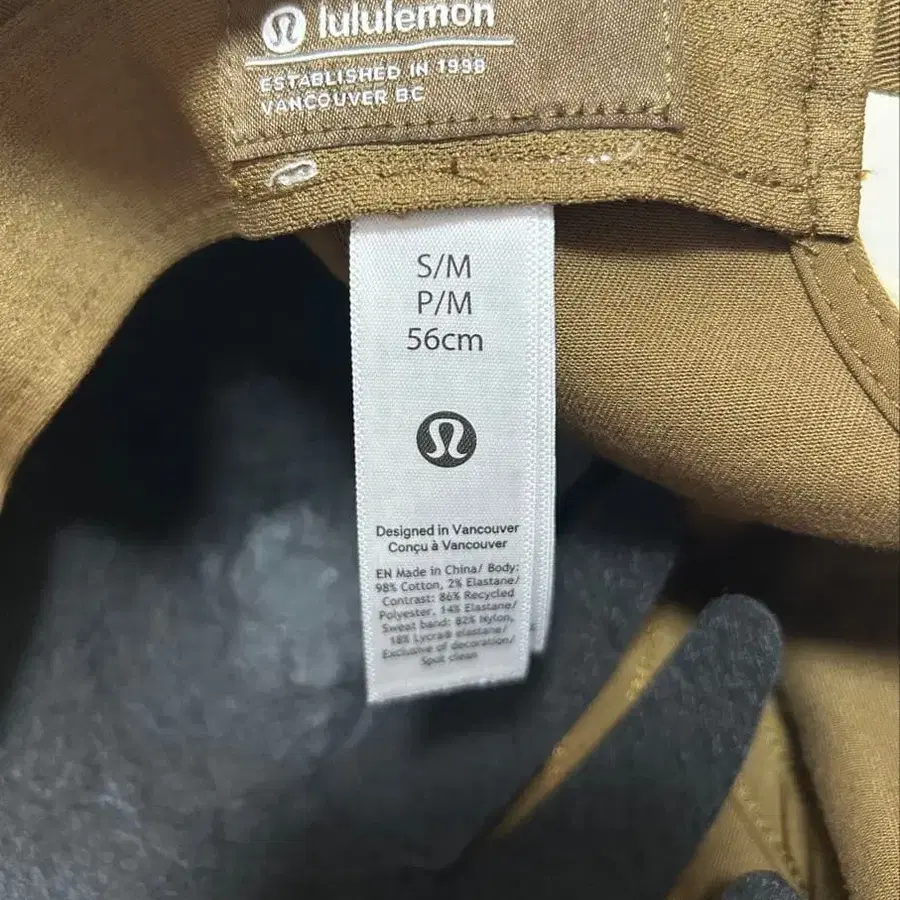 lululemon
ESTABLISHED IN 1998
VANCOUVER BC
S/M
P/M
56cm
Designed in Vancouver
Conçu à Vancouver
EN Made in China/ Body:
98% Cotton, 2% Elastane/
Contrast: 86% Recycled
Polyester, 14% Elastane/
Sweat band: 82% Nylon,
18% Lycra® elastane/
Exclusive of decoration/
Spot clean